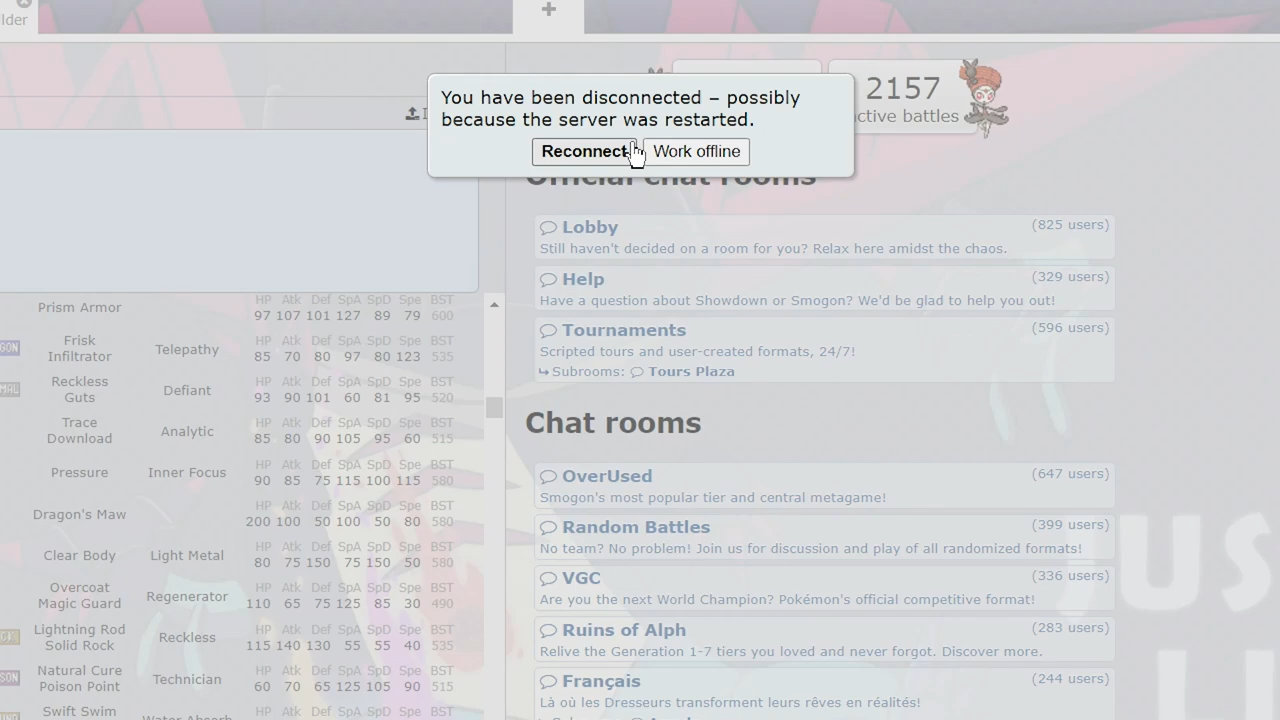 lder
+
You have been disconnected – possibly
because the server was restarted.
Reconnect Work offline
2157
active battles
Official chat rooms
Lobby (825 users)
Still haven't decided on a room for you? Relax here amidst the chaos.
Help (329 users)
Have a question about Showdown or Smogon? We'd be glad to help you out!
Tournaments (596 users)
Scripted tours and user-created formats, 24/7!
↳ Subrooms: Tours Plaza
Chat rooms
OverUsed (647 users)
Smogon's most popular tier and central metagame!
Random Battles (399 users)
No team? No problem! Join us for discussion and play of all randomized formats!
VGC (336 users)
Are you the next World Champion? Pokémon's official competitive format!
Ruins of Alph (283 users)
Relive the Generation 1-7 tiers you loved and never forgot. Discover more.
Français (244 users)
Là où les Dresseurs transforment leurs rêves en réalités!
HP Atk Def SpA SpD Spe BST
Prism Armor 97 107 101 127 89 79 600
Frisk HP Atk Def SpA SpD Spe BST
Infiltrator Telepathy 85 70 80 97 80 123 535
Reckless HP Atk Def SpA SpD Spe BST
Guts Defiant 93 90 101 60 81 95 520
Trace HP Atk Def SpA SpD Spe BST
Download Analytic 85 80 90 105 95 60 515
HP Atk Def SpA SpD Spe BST
Pressure Inner Focus 90 85 75 115 100 115 580
HP Atk Def SpA SpD Spe BST
Dragon's Maw 200 100 50 100 50 80 580
HP Atk Def SpA SpD Spe BST
Clear Body Light Metal 80 75 150 75 150 50 580
Overcoat HP Atk Def SpA SpD Spe BST
Magic Guard Regenerator 110 65 75 125 85 30 490
Lightning Rod HP Atk Def SpA SpD Spe BST
Solid Rock Reckless 115 140 130 55 55 40 535
Natural Cure HP Atk Def SpA SpD Spe BST
Poison Point Technician 60 70 65 125 105 90 515
Swift Swim HP Atk Def SpA SpD Spe BST
Water Absorb
JUS